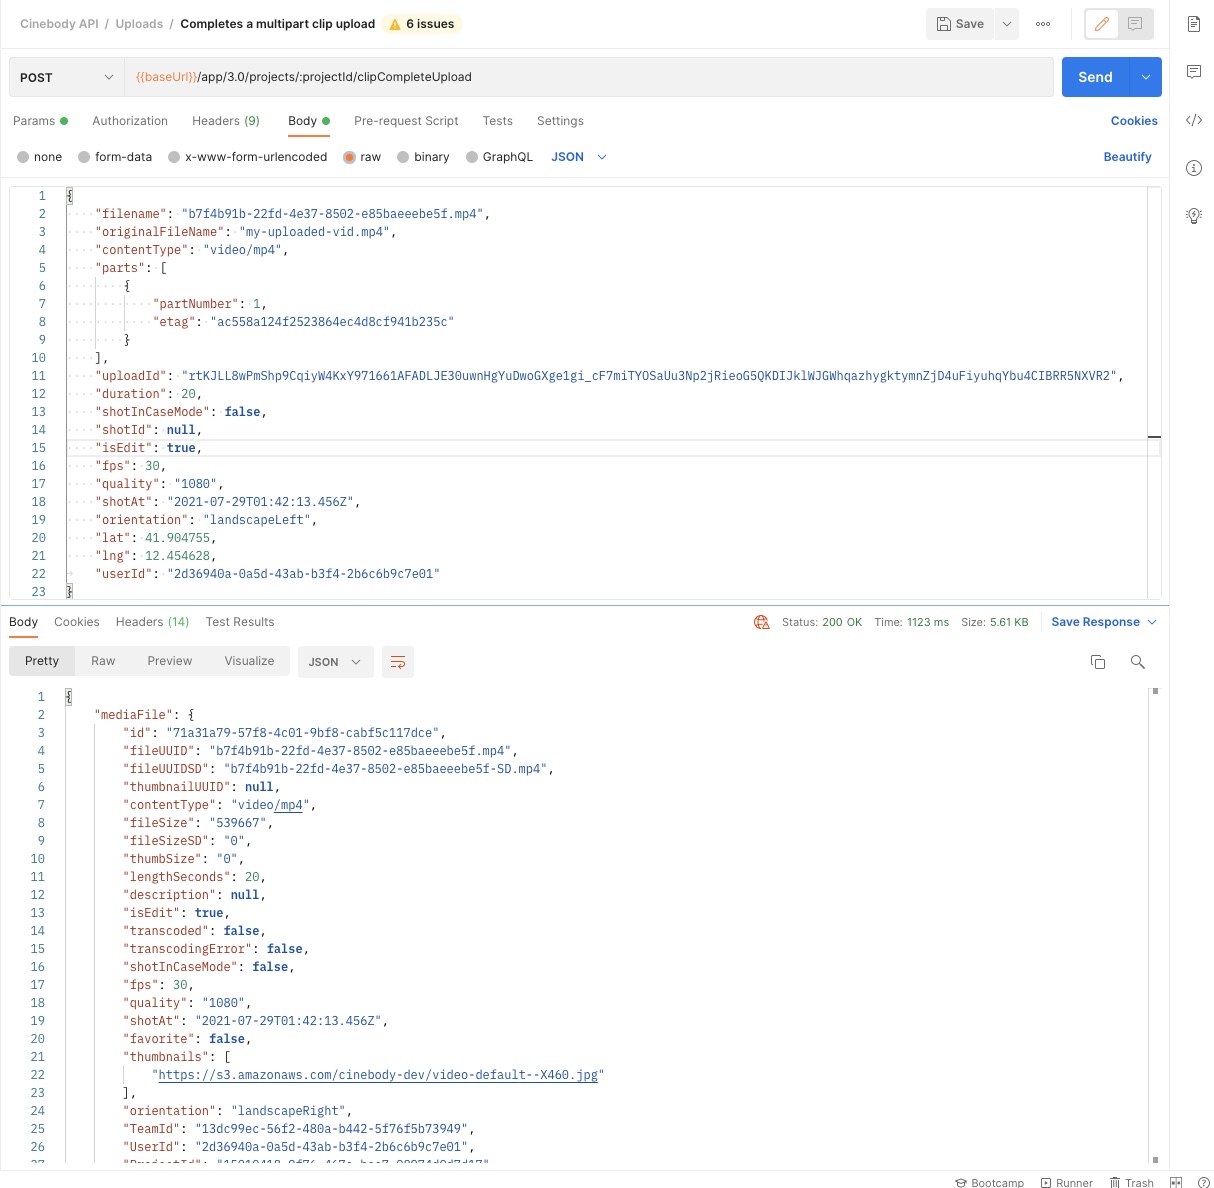 Cinebody API / Uploads / Completes a multipart clip upload 6 issues Save
POST {{baseUrl}}/app/3.0/projects/:projectId/clipCompleteUpload Send
Params Authorization Headers (9) Body Pre-request Script Tests Settings Cookies
none form-data x-www-form-urlencoded raw binary GraphQL JSON Beautify
1 {
2 "filename": "b7f4b91b-22fd-4e37-8502-e85baeeebe5f.mp4",
3 "originalFileName": "my-uploaded-vid.mp4",
4 "contentType": "video/mp4",
5 "parts": [
6 {
7 "partNumber": 1,
8 "etag": "ac558a124f2523864ec4d8cf941b235c"
9 }
10 ],
11 "uploadId": "rtKJLL8wPmShp9CqiyW4KxY971661AFADLJE30uwnHgYuDwoGXge1gi_cF7miTYOSaUu3Np2jRieoG5QKDIJklWJGWhqazhygktymnZjD4uFiyuhqYbu4CIBRR5NXVR2",
12 "duration": 20,
13 "shotInCaseMode": false,
14 "shotId": null,
15 "isEdit": true,
16 "fps": 30,
17 "quality": "1080",
18 "shotAt": "2021-07-29T01:42:13.456Z",
19 "orientation": "landscapeLeft",
20 "lat": 41.904755,
21 "lng": 12.454628,
22 "userId": "2d36940a-0a5d-43ab-b3f4-2b6c6b9c7e01"
23 }
Body Cookies Headers (14) Test Results Status: 200 OK Time: 1123 ms Size: 5.61 KB Save Response
Pretty Raw Preview Visualize JSON
1 {
2 "mediaFile": {
3 "id": "71a31a79-57f8-4c01-9bf8-cabf5c117dce",
4 "fileUUID": "b7f4b91b-22fd-4e37-8502-e85baeeebe5f.mp4",
5 "fileUUIDSD": "b7f4b91b-22fd-4e37-8502-e85baeeebe5f-SD.mp4",
6 "thumbnailUUID": null,
7 "contentType": "video/mp4",
8 "fileSize": "539667",
9 "fileSizeSD": "0",
10 "thumbSize": "0",
11 "lengthSeconds": 20,
12 "description": null,
13 "isEdit": true,
14 "transcoded": false,
15 "transcodingError": false,
16 "shotInCaseMode": false,
17 "fps": 30,
18 "quality": "1080",
19 "shotAt": "2021-07-29T01:42:13.456Z",
20 "favorite": false,
21 "thumbnails": [
22 "https://s3.amazonaws.com/cinebody-dev/video-default--X460.jpg"
23 ],
24 "orientation": "landscapeRight",
25 "TeamId": "13dc99ec-56f2-480a-b442-5f76f5b73949",
26 "UserId": "2d36940a-0a5d-43ab-b3f4-2b6c6b9c7e01",
27 "ProjectId":
Bootcamp Runner Trash